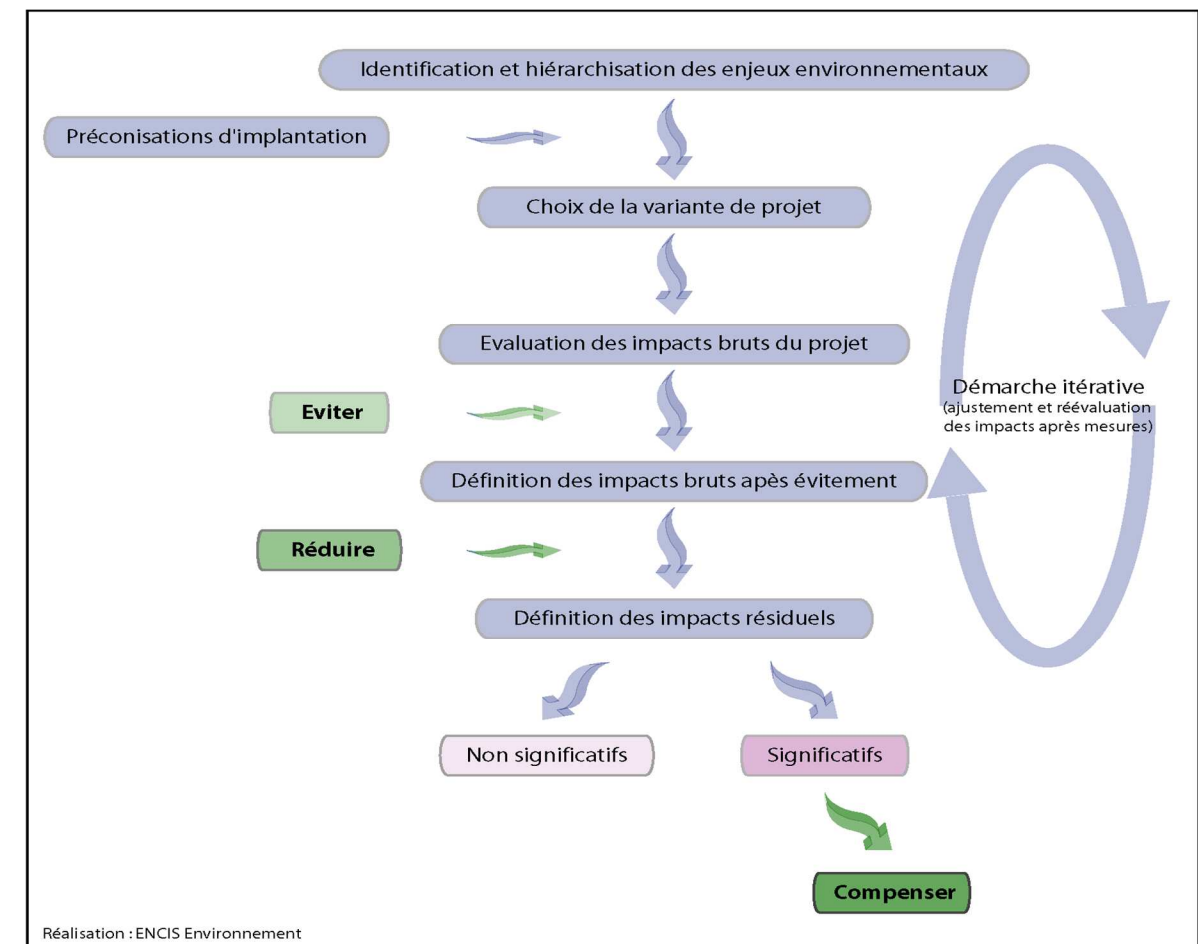 Identification et hiérarchisation des enjeux environnementaux
Préconisations d'implantation
Choix de la variante de projet
Evaluation des impacts bruts du projet
Démarche itérative
(ajustement et réévaluation
des impacts après mesures)
Eviter
Définition des impacts bruts apès évitement
Réduire
Définition des impacts résiduels
Non significatifs
Significatifs
Compenser
Réalisation : ENCIS Environnement